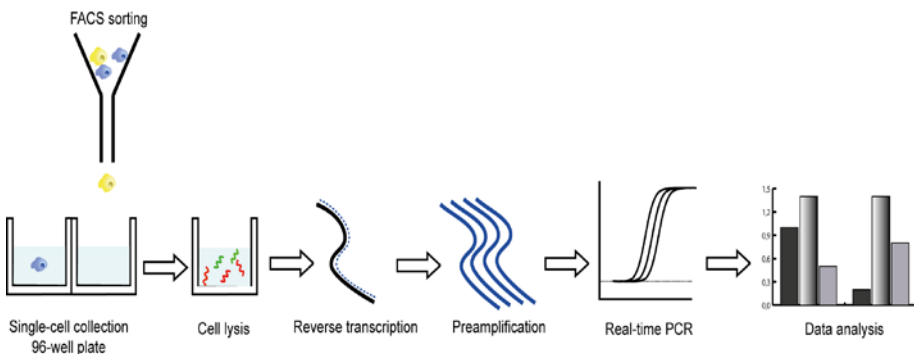 FACS sorting
1,5
1,2
0,9
0,6
0,3
0,0
Single-cell collection
96-well plate
Cell lysis
Reverse transcription
Preamplification
Real-time PCR
Data analysis